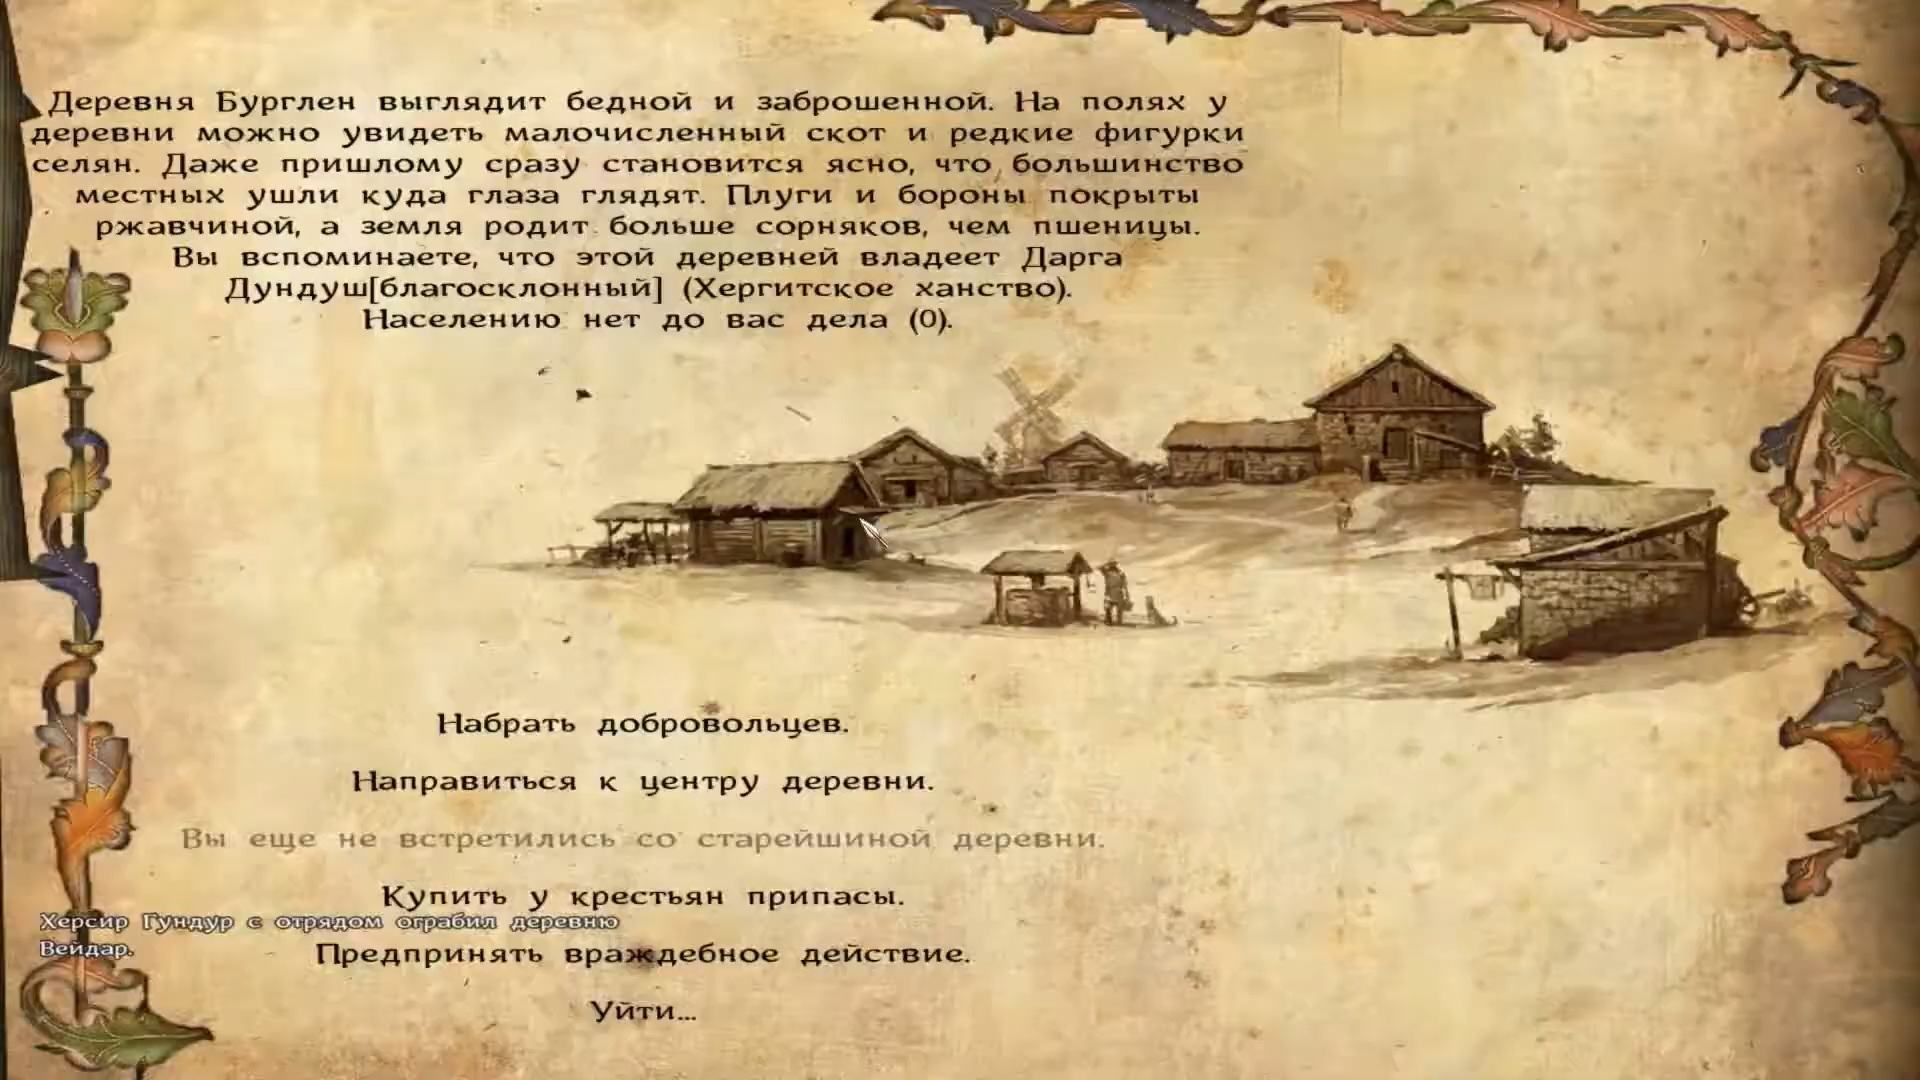 Деревня Бурглен выглядит бедной и заброшенной. На полях у
деревни можно увидеть малочисленный скот и редкие фигурки
селян. Даже пришлому сразу становится ясно, что большинство
местных ушли куда глаза глядят. Плуги и бороны покрыты
ржавчиной, а земля родит больше сорняков, чем пшеницы.
Вы вспоминаете, что этой деревней владеет Дарга
Дундуш[благосклонный] (Хергитское ханство).
Населению нет до вас дела (0).
Набрать добровольцев.
Направиться к центру деревни.
Вы еще не встретились со старейшиной деревни.
Купить у крестьян припасы.
Херсир Гундур с отрядом ограбил деревню
Вейдар.
Предпринять враждебное действие.
Уйти...